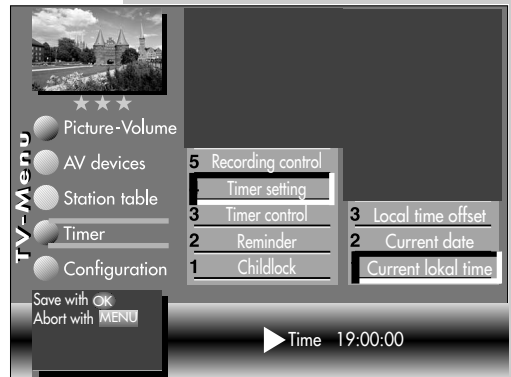 TV-Menu
Picture-Volume
AV devices
Station table
Timer
Configuration
5 Recording control
Timer setting
3 Timer control
2 Reminder
1 Childlock
3 Local time offset
2 Current date
Current lokal time
Save with OK
Abort with MENU
Time 19:00:00